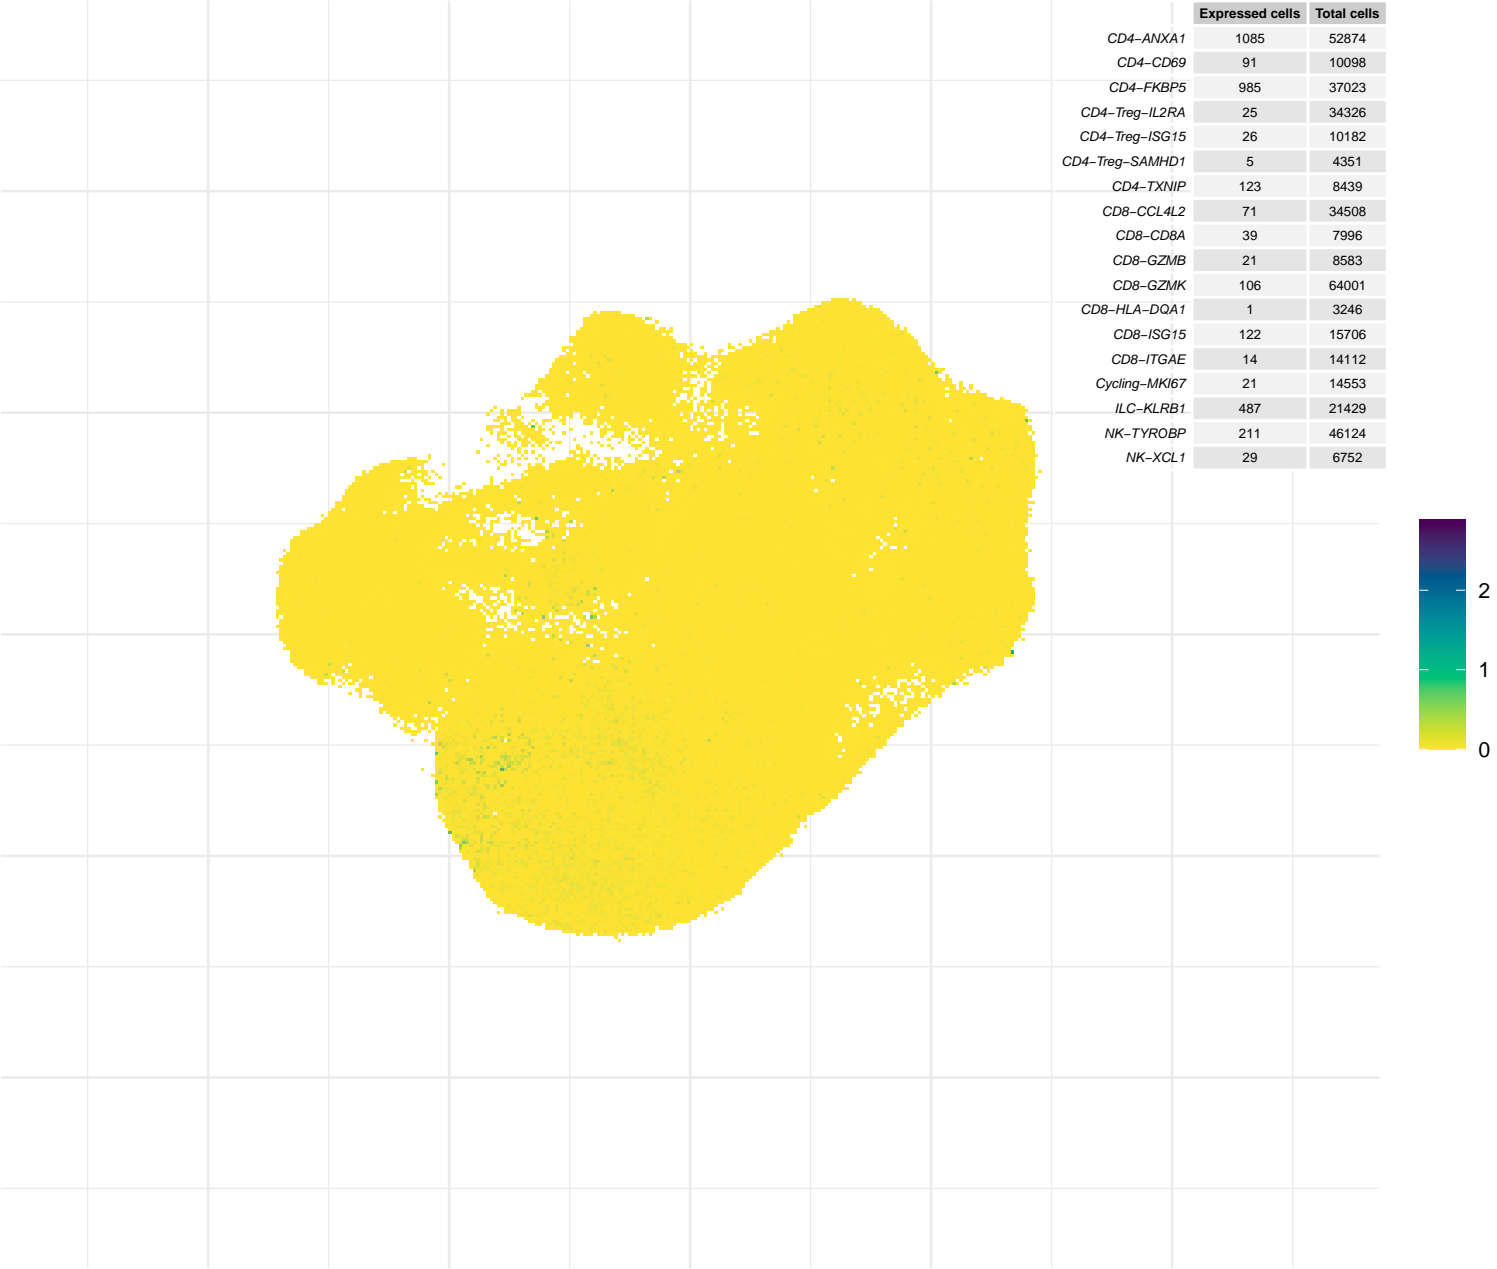 Expressed cells Total cells
CD4−ANXA1 1085 52874
CD4−CD69 91 10098
CD4−FKBP5 985 37023
CD4−Treg−IL2RA 25 34326
CD4−Treg−ISG15 26 10182
CD4−Treg−SAMHD1 5 4351
CD4−TXNIP 123 8439
CD8−CCL4L2 71 34508
CD8−CD8A 39 7996
CD8−GZMB 21 8583
CD8−GZMK 106 64001
CD8−HLA−DQA1 1 3246
CD8−ISG15 122 15706
CD8−ITGAE 14 14112
Cycling−MKI67 21 14553
ILC−KLRB1 487 21429
NK−TYROBP 211 46124
NK−XCL1 29 6752
2
1
0